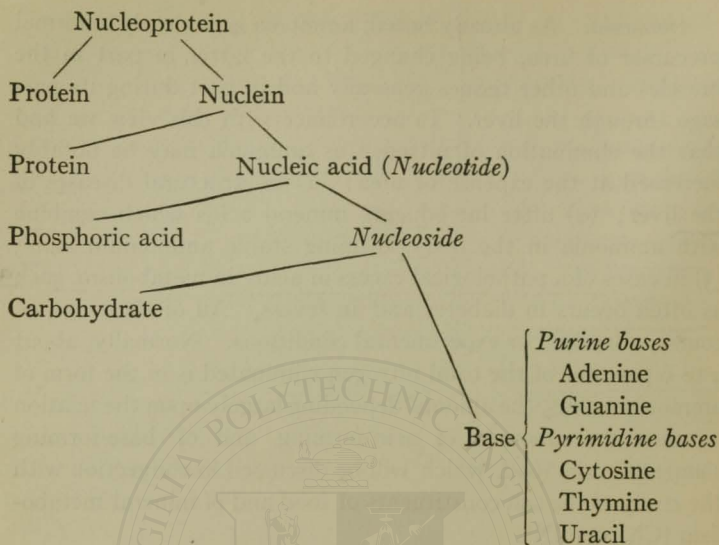 Nucleoprotein
Protein Nuclein
Protein Nucleic acid (Nucleotide)
Phosphoric acid Nucleoside
Carbohydrate
Purine bases
Adenine
Guanine
Base Pyrimidine bases
Cytosine
Thymine
Uracil
POLYTECHNIC